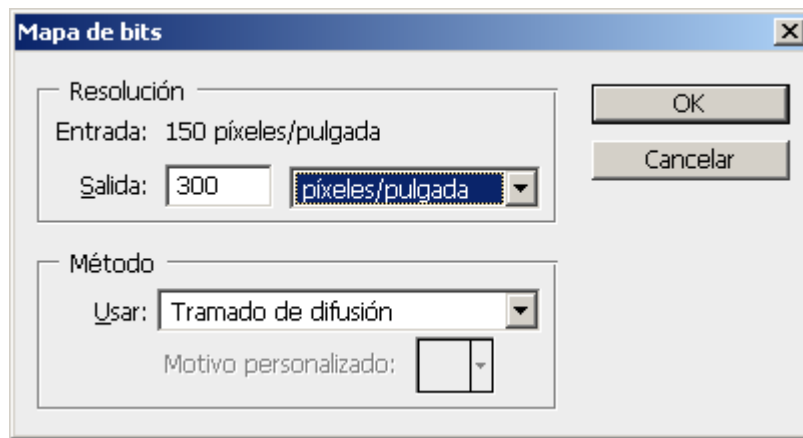 Mapa de bits
Resolución
Entrada: 150 píxeles/pulgada
Salida: 300 píxeles/pulgada
OK
Cancelar
Método
Usar: Tramado de difusión
Motivo personalizado: